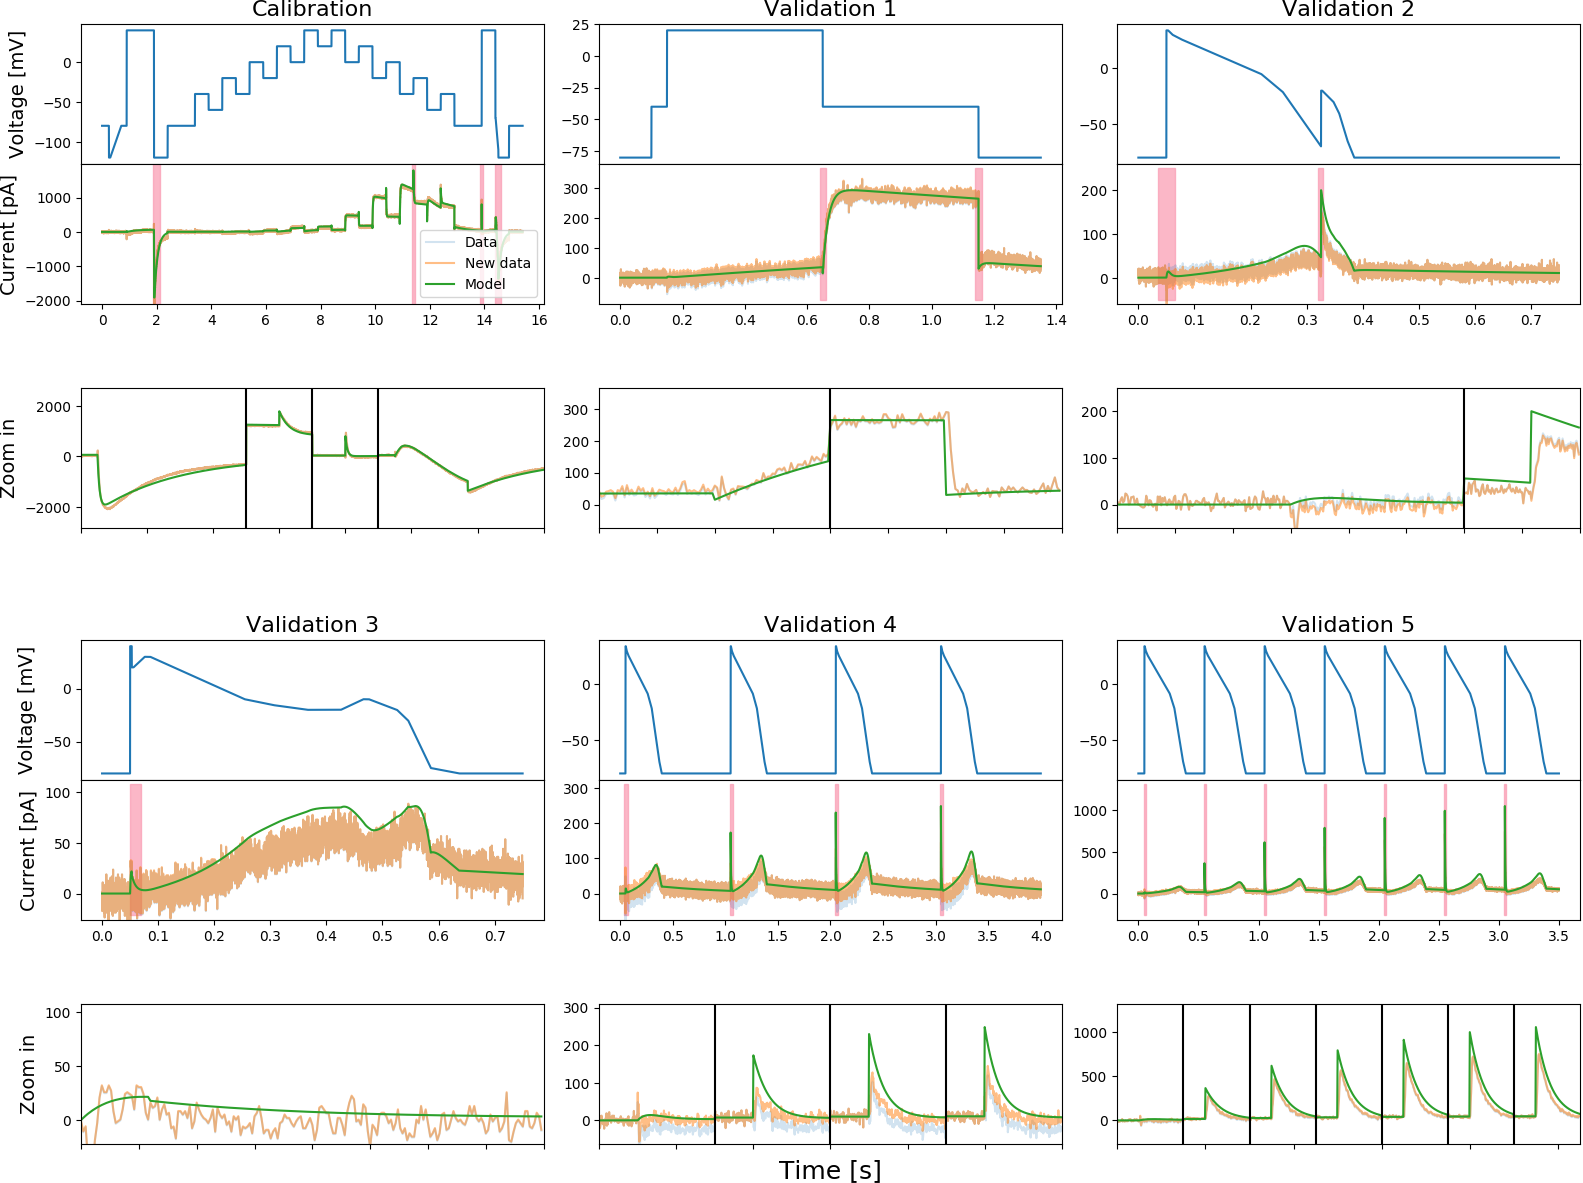 Calibration
Validation 1
Validation 2
Voltage [mV]
0
−50
−100
25
0
−25
−50
−75
0
−50
Current [pA]
1000
0
−1000
−2000
Data
New data
Model
300
200
100
0
200
100
0
0 2 4 6 8 10 12 14 16
0.0 0.2 0.4 0.6 0.8 1.0 1.2 1.4
0.0 0.1 0.2 0.3 0.4 0.5 0.6 0.7
Zoom in
2000
0
−2000
300
200
100
0
200
100
0
Validation 3
Validation 4
Validation 5
Voltage [mV]
0
−50
0
−50
0
−50
Current [pA]
100
50
0
300
200
100
0
1000
500
0
0.0 0.1 0.2 0.3 0.4 0.5 0.6 0.7
0.0 0.5 1.0 1.5 2.0 2.5 3.0 3.5 4.0
0.0 0.5 1.0 1.5 2.0 2.5 3.0 3.5
Zoom in
100
50
0
300
200
100
0
1000
500
0
Time [s]